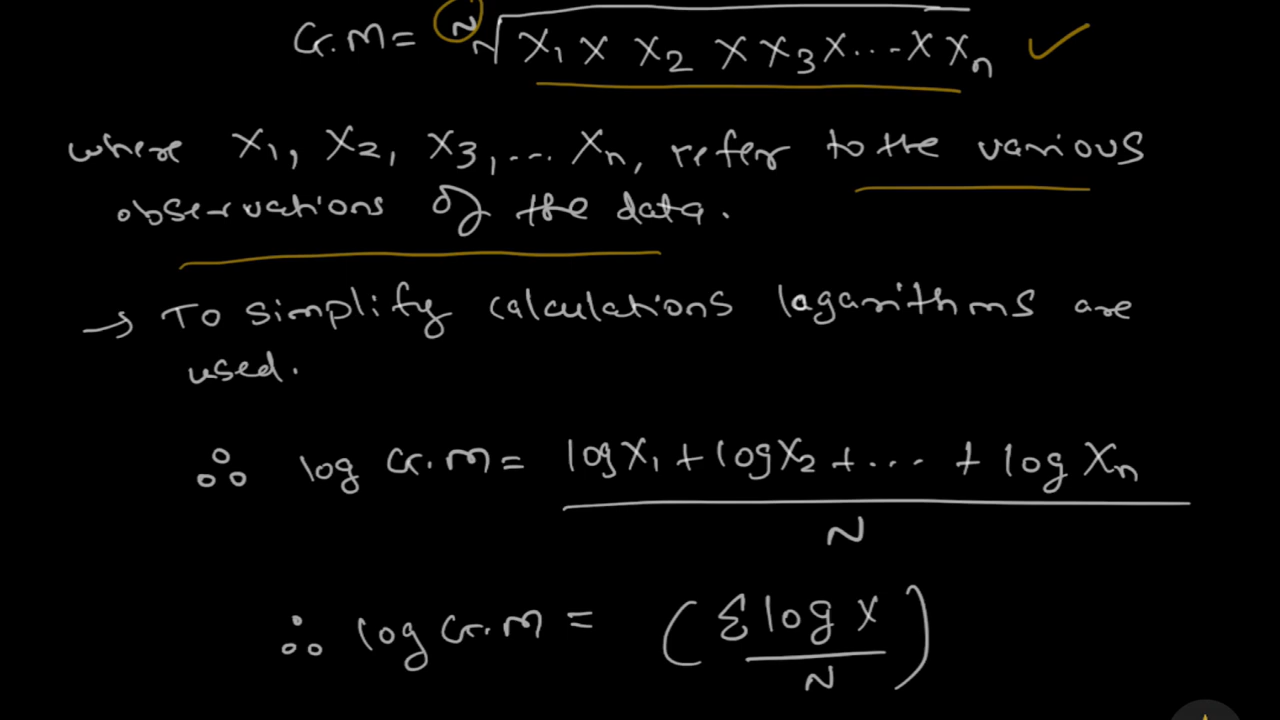 G.M = ᴺ√X₁ × X₂ × X₃ × ... × Xₙ ✓
where X₁, X₂, X₃, ... Xₙ, refer to the various
observations of the data.
→ To simplify calculations lagarithms are
used.
∴ log G.M = log X₁ + log X₂ + ... + log Xₙ
N
∴ log G.M = (Σ log X
N)